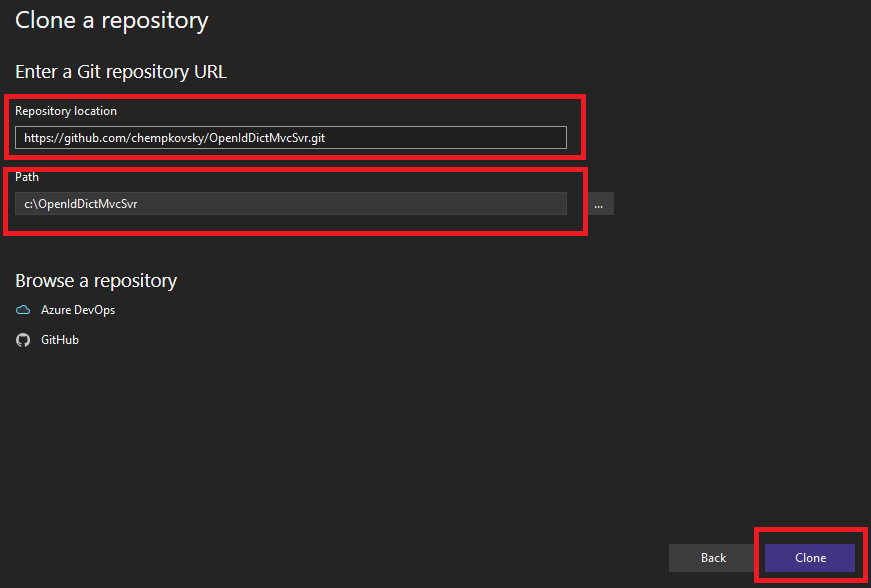 Clone a repository
Enter a Git repository URL
Repository location
https://github.com/chempkovsky/OpenIdDictMvcSvr.git
Path
c:\OpenIdDictMvcSvr
...
Browse a repository
Azure DevOps
GitHub
Back
Clone